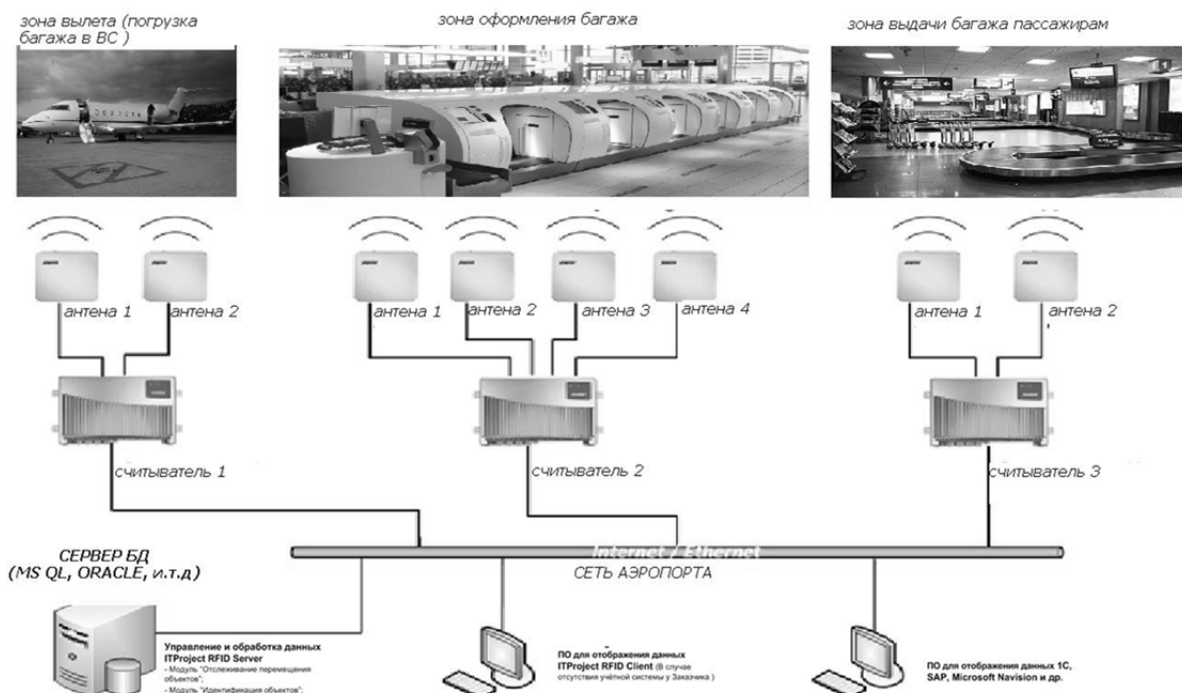 зона вылета (погрузка
багажа в ВС )
зона оформления багажа
зона выдачи багажа пассажирам
антена 1
антена 2
антена 1
антена 2
антена 3
антена 4
антена 1
антена 2
считыватель 1
считыватель 2
считыватель 3
Internet / Ethernet
СЕТЬ АЭРОПОРТА
СЕРВЕР БД
(MS QL, ORACLE, и.т.д)
Управление и обработка данных
ITProject RFID Server
- Модуль "Отслеживание перемещения
объектов";
- Модуль "Идентификация объектов";
ПО для отображения данных
ITProject RFID Client (В случае
отсутствия учётной системы у Заказчика )
ПО для отображения данных 1С,
SAP, Microsoft Navision и др.